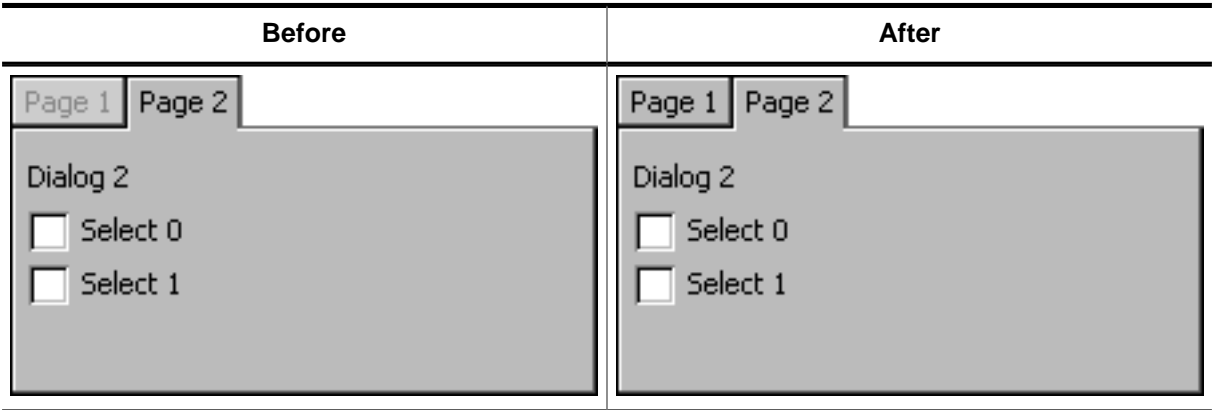 Before After
Page 1 Page 2 Page 1 Page 2
Dialog 2 Dialog 2
Select 0 Select 0
Select 1 Select 1